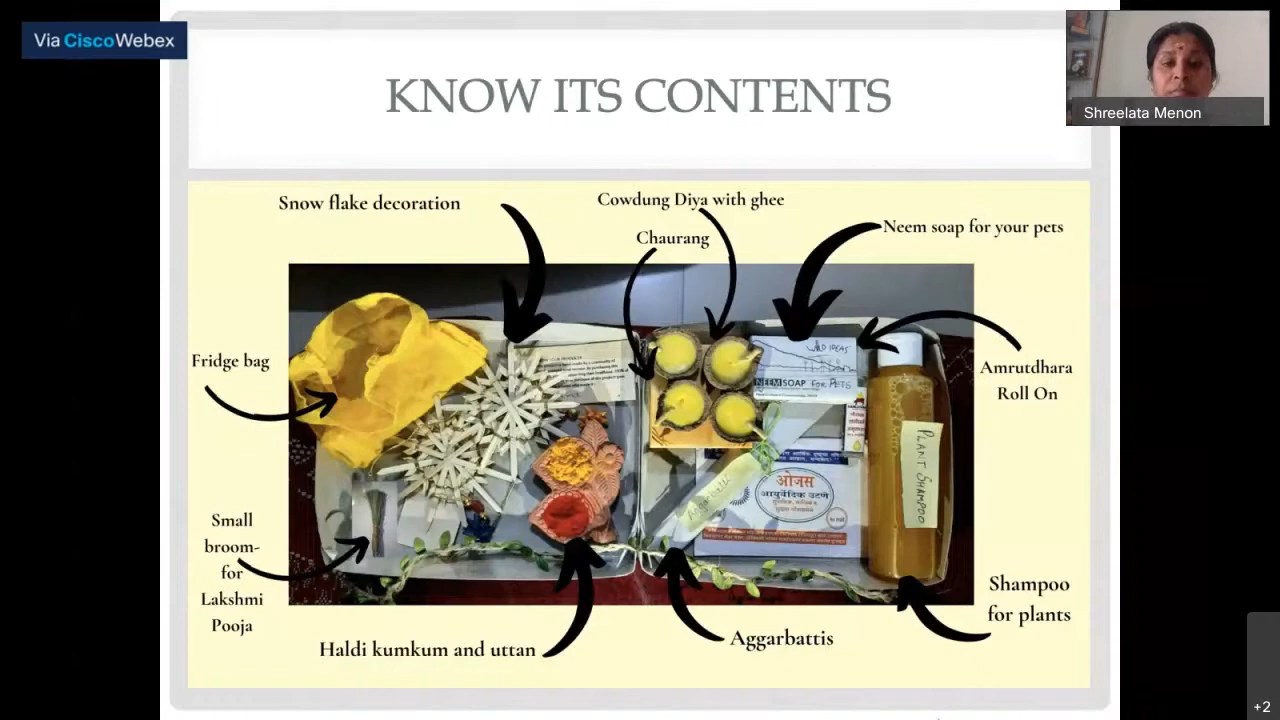 Via CiscoWebex
KNOW ITS CONTENTS
Shreelata Menon
Snow flake decoration
Cowdung Diya with ghee
Chaurang
Neem soap for your pets
Fridge bag
Amrutdhara
Roll On
Small
broom-
for
Lakshmi
Pooja
Haldi kumkum and uttan
Aggarbattis
Shampoo
for plants
NEEM SOAP FOR PETS
ओजस
आयुर्वेदिक उटणे
PLANT SHAMPOO
+2